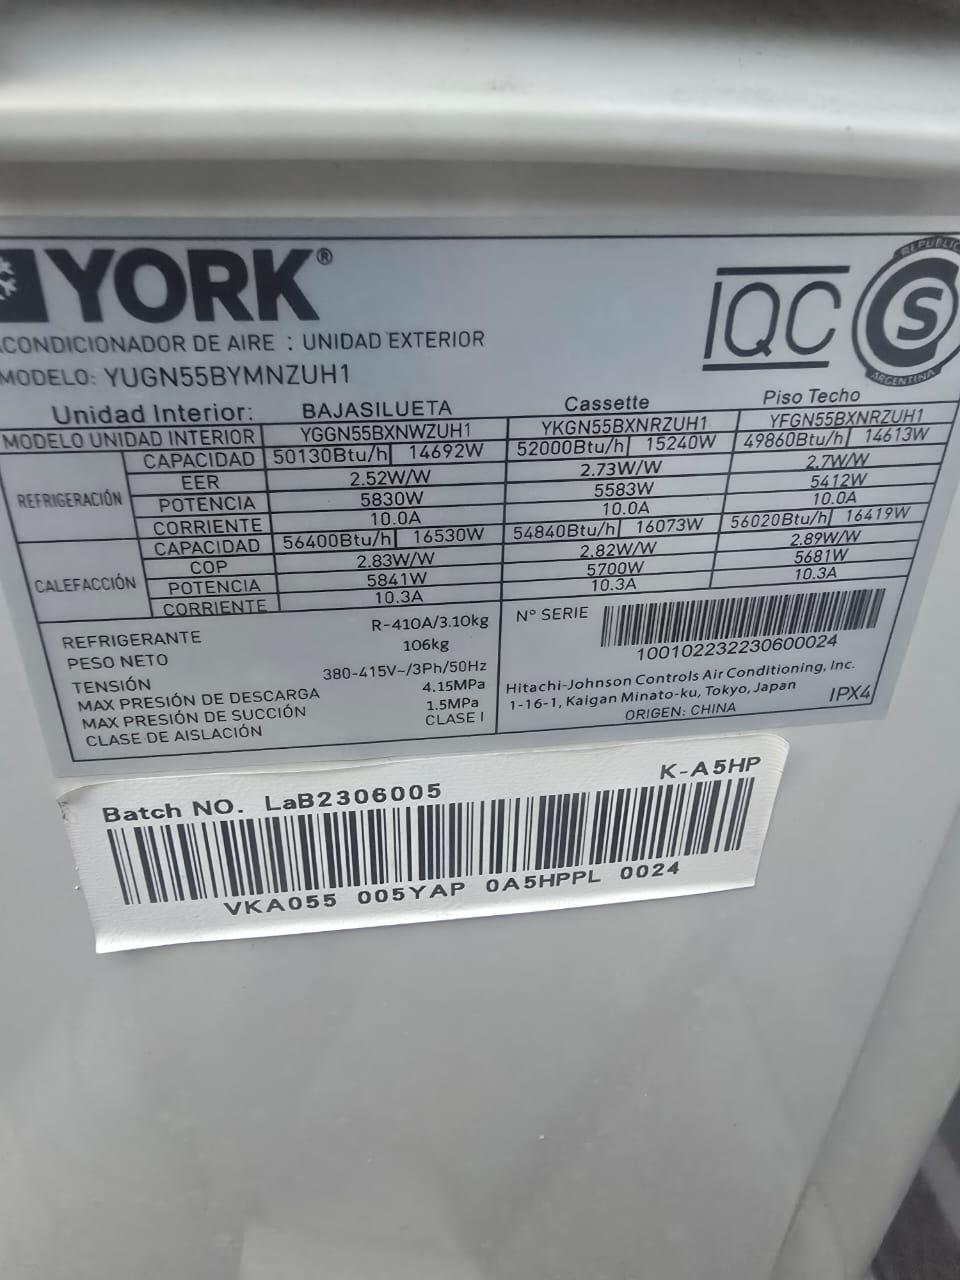 YORK®
ACONDICIONADOR DE AIRE : UNIDAD EXTERIOR
MODELO: YUGN55BYMNZUH1
IQC
REPUBLIC
S
ARGENTINA
Unidad Interior: BAJASILUETA Cassette Piso Techo
MODELO UNIDAD INTERIOR YGGN55BXNWZUH1 YKGN55BXNRZUH1 YFGN55BXNRZUH1
REFRIGERACIÓN
CAPACIDAD 50130Btu/h 14692W 52000Btu/h 15240W 49860Btu/h 14613W
EER 2.52W/W 2.73W/W 2.7W/W
POTENCIA 5830W 5583W 5412W
CORRIENTE 10.0A 10.0A 10.0A
CALEFACCIÓN
CAPACIDAD 56400Btu/h 16530W 54840Btu/h 16073W 56020Btu/h 16419W
COP 2.83W/W 2.82W/W 2.89W/W
POTENCIA 5841W 5700W 5681W
CORRIENTE 10.3A 10.3A 10.3A
REFRIGERANTE R-410A/3.10kg
PESO NETO 106kg
TENSIÓN 380-415V~/3Ph/50Hz
MAX PRESIÓN DE DESCARGA 4.15MPa
MAX PRESIÓN DE SUCCIÓN 1.5MPa
CLASE DE AISLACIÓN CLASE I
N° SERIE
1001022232230600024
Hitachi-Johnson Controls Air Conditioning, Inc.
1-16-1, Kaigan Minato-ku, Tokyo, Japan
ORIGEN: CHINA
IPX4
K-A5HP
Batch NO. LaB2306005
VKA055 005YAP 0A5HPPL 0024